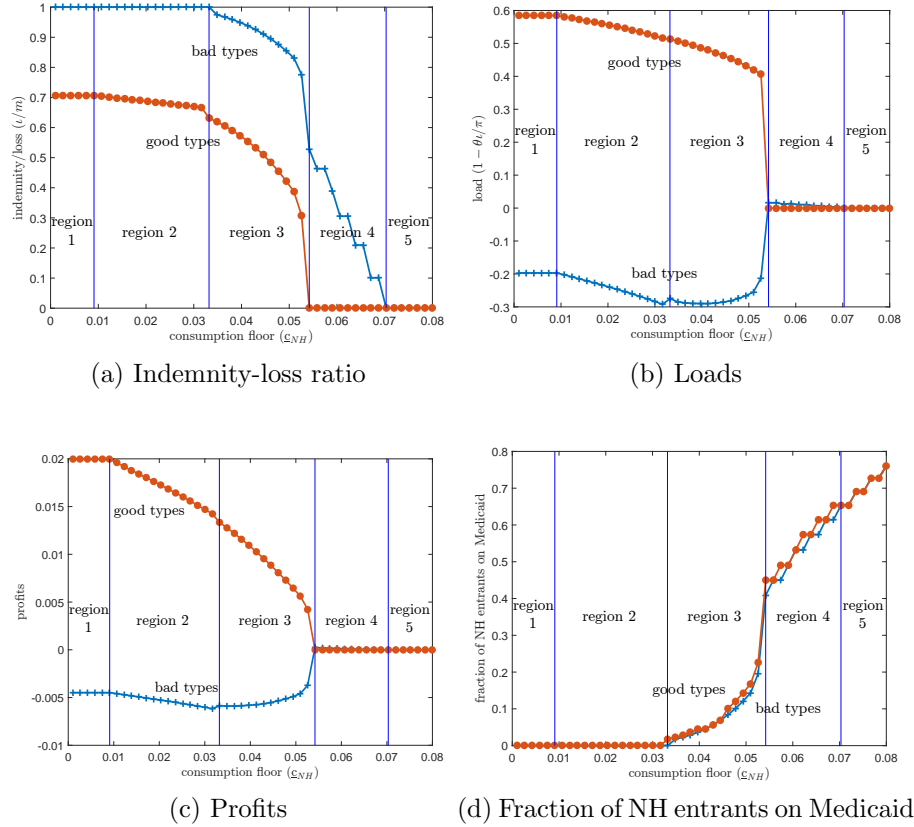 1
0.9
0.8
0.7
0.6
0.5
0.4
0.3
0.2
0.1
0
indemnity/loss (ι/m)
bad types
good types
region
1
region 2
region 3
region 4
region
5
0 0.01 0.02 0.03 0.04 0.05 0.06 0.07 0.08
consumption floor (c_NH)
(a) Indemnity-loss ratio
0.6
0.5
0.4
0.3
0.2
0.1
0
-0.1
-0.2
-0.3
load (1 − θι/π)
good types
region
1
region 2
region 3
region 4
region
5
bad types
0 0.01 0.02 0.03 0.04 0.05 0.06 0.07 0.08
consumption floor (c_NH)
(b) Loads
0.02
0.015
0.01
0.005
0
-0.005
-0.01
profits
good types
region
1
region 2
region 3
region 4
region
5
bad types
0 0.01 0.02 0.03 0.04 0.05 0.06 0.07 0.08
consumption floor (c_NH)
(c) Profits
0.8
0.7
0.6
0.5
0.4
0.3
0.2
0.1
0
fraction of NH entrants on Medicaid
region
1
region 2
region 3
region 4
region
5
good types
bad types
0 0.01 0.02 0.03 0.04 0.05 0.06 0.07 0.08
consumption floor (c_NH)
(d) Fraction of NH entrants on Medicaid